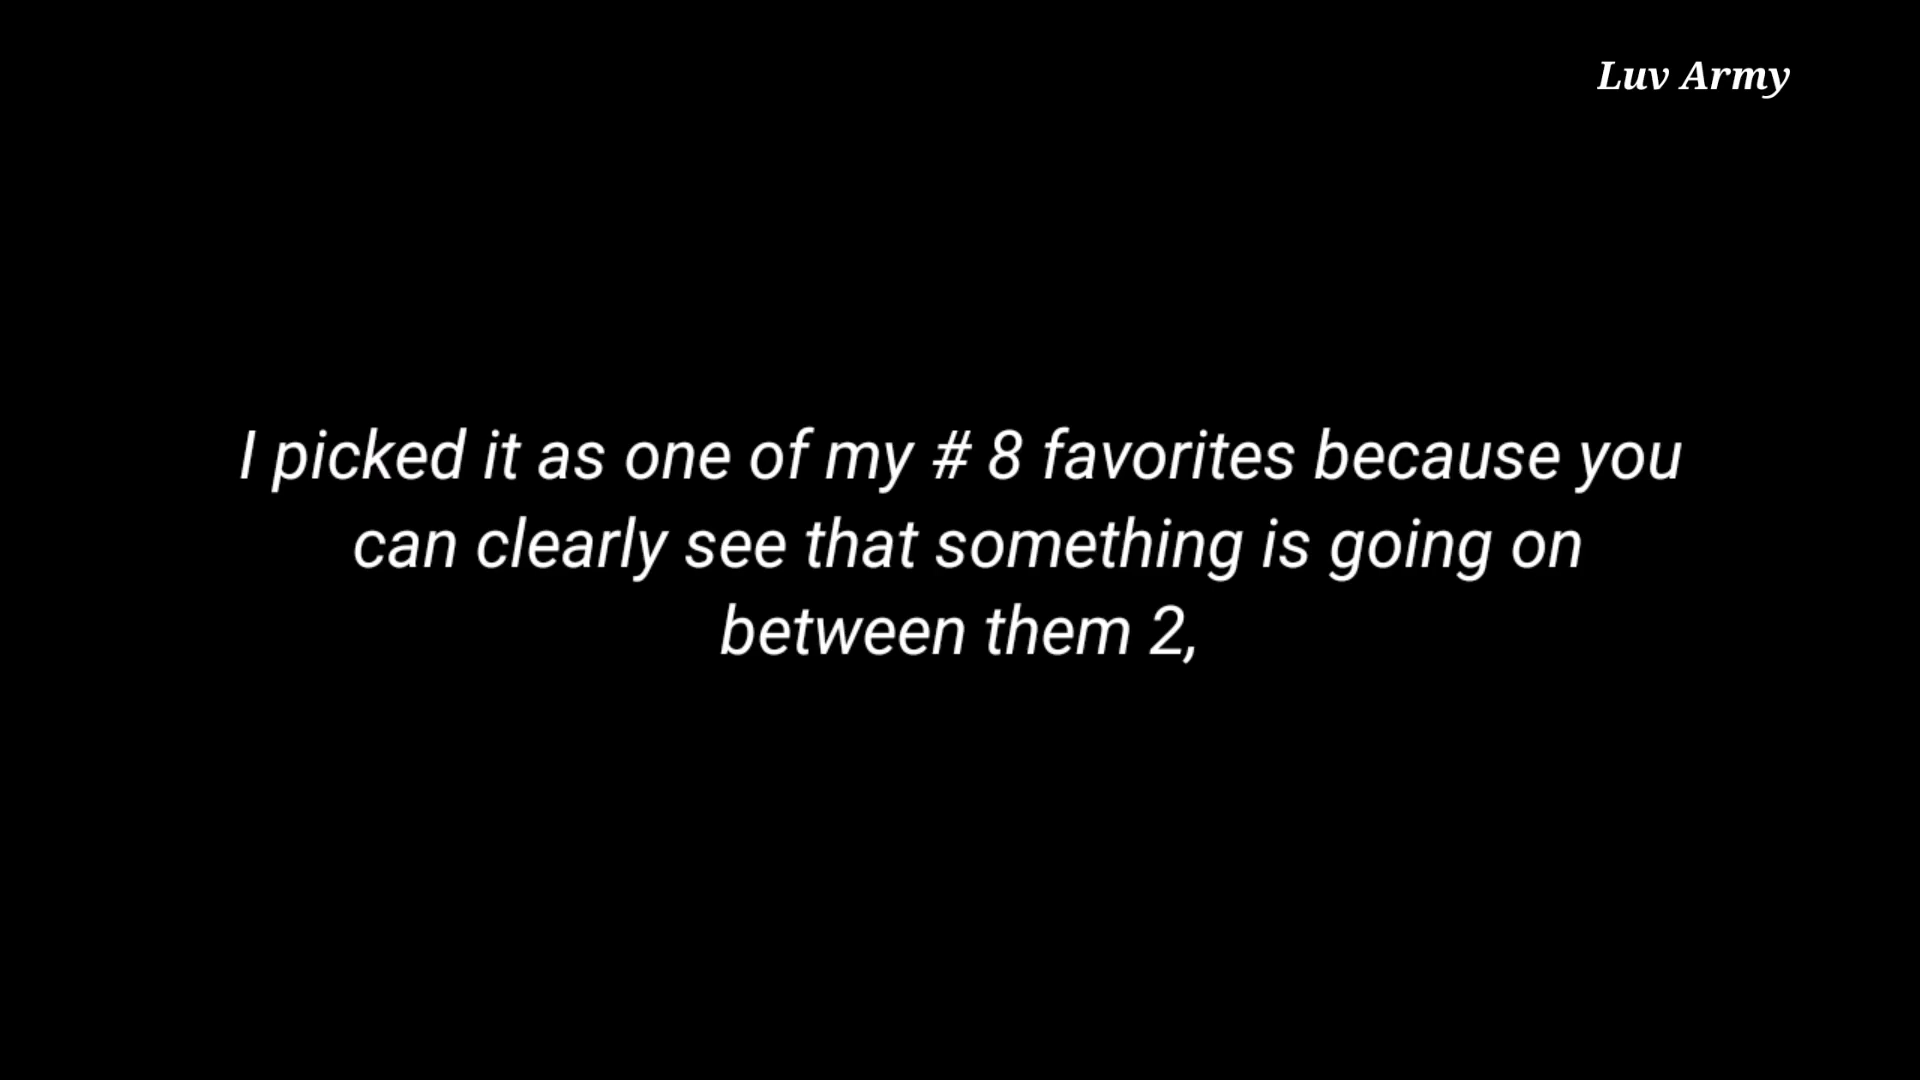 Luv Army
I picked it as one of my # 8 favorites because you
can clearly see that something is going on
between them 2,